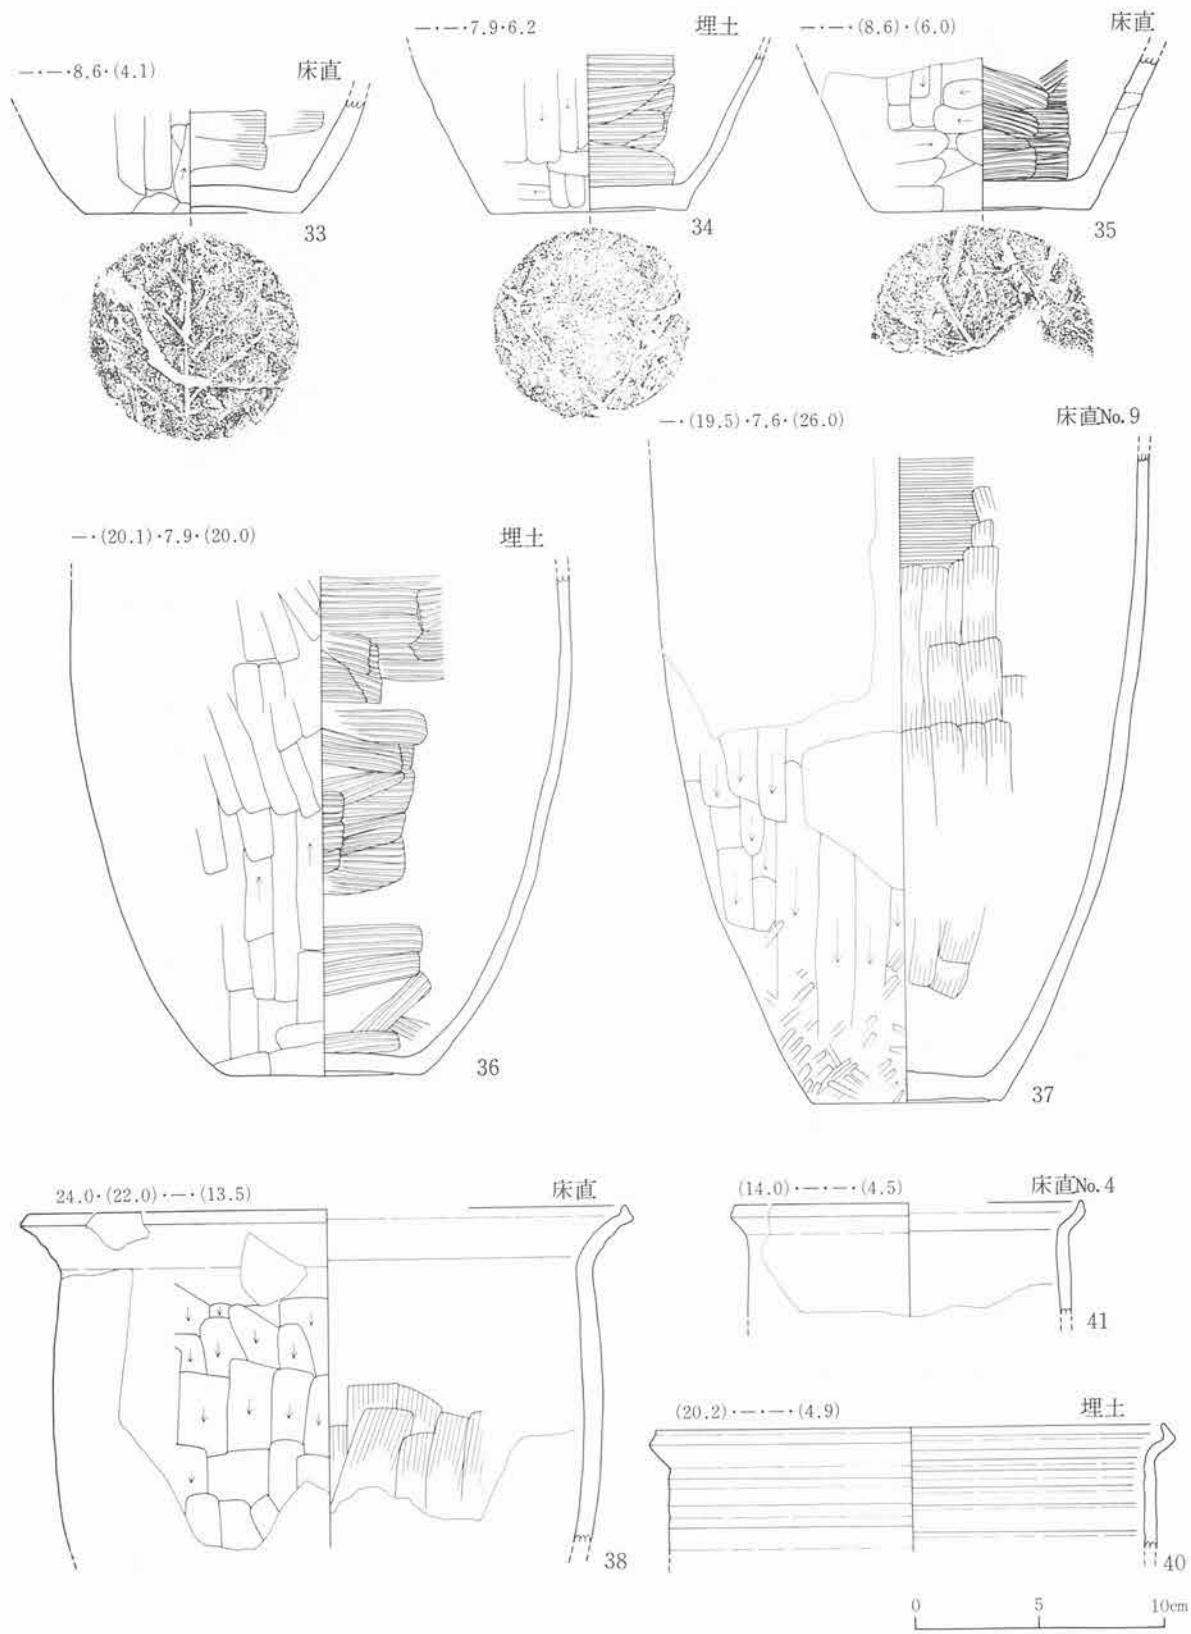 —·—·8.6·(4.1) 床直
33
—·—·7.9·6.2 埋土
34
—·—·(8.6)·(6.0) 床直
35
—·(20.1)·7.9·(20.0) 埋土
36
—·(19.5)·7.6·(26.0) 床直No.9
37
24.0·(22.0)·—·(13.5) 床直
38
(14.0)·—·—·(4.5) 床直No.4
41
(20.2)·—·—·(4.9) 埋土
40
0 5 10cm